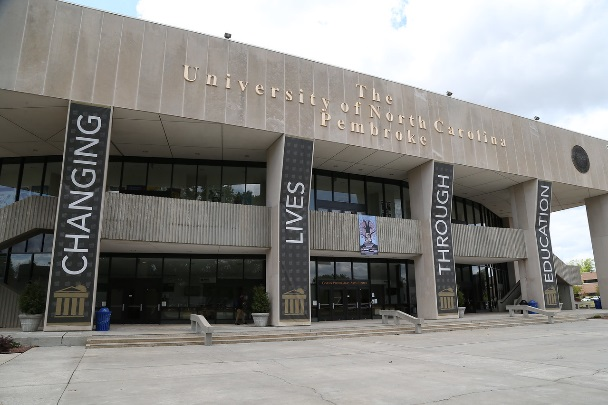 The
University of North Carolina
Pembroke
CHANGING
LIVES
THROUGH
EDUCATION